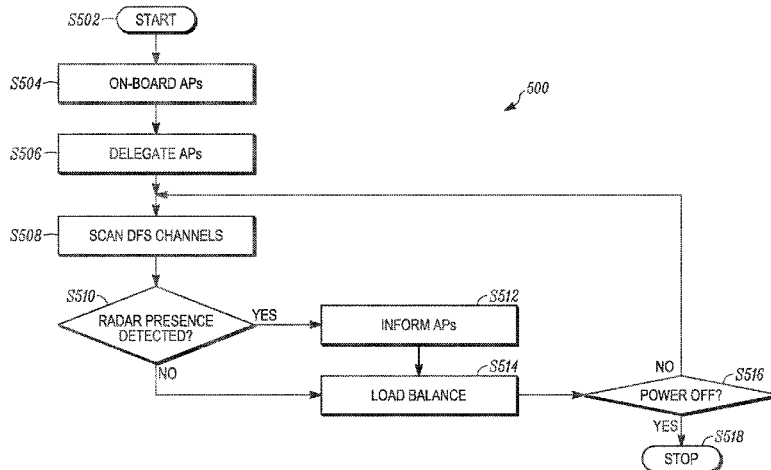 S502
START
S504
ON-BOARD APs
500
S506
DELEGATE APs
S508
SCAN DFS CHANNELS
S510
RADAR PRESENCE
DETECTED?
YES
NO
S512
INFORM APs
S514
LOAD BALANCE
NO
S516
POWER OFF?
YES
S518
STOP